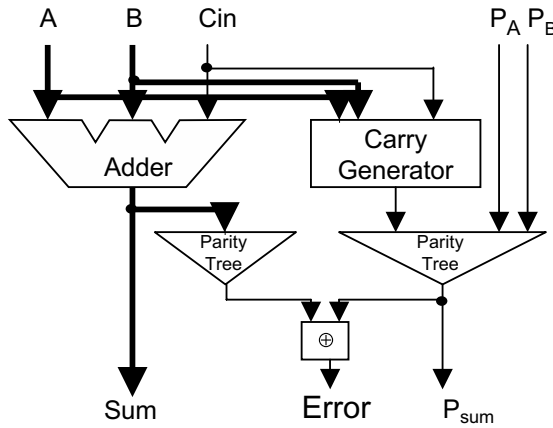 A B Cin P_A P_B
Adder
Carry
Generator
Parity
Tree
Parity
Tree
⊕
Sum Error P_sum